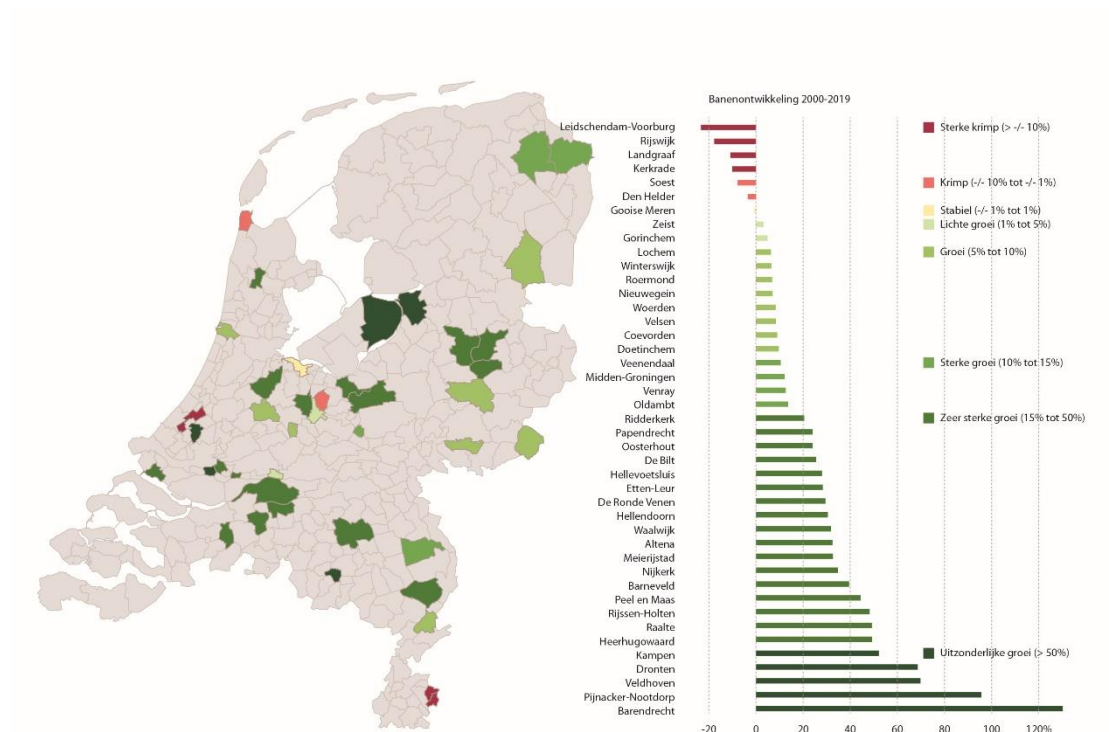 Banenontwikkeling 2000-2019
Leidschendam-Voorburg
Sterke krimp (> -/- 10%)
Rijswijk
Landgraaf
Kerkrade
Soest
Krimp (-/- 10% tot -/- 1%)
Den Helder
Gooise Meren
Stabiel (-/- 1% tot 1%)
Zeist
Lichte groei (1% tot 5%)
Gorinchem
Lochem
Groei (5% tot 10%)
Winterswijk
Roermond
Nieuwegein
Woerden
Velsen
Coevorden
Doetinchem
Veenendaal
Sterke groei (10% tot 15%)
Midden-Groningen
Venray
Oldambt
Ridderkerk
Zeer sterke groei (15% tot 50%)
Papendrecht
Oosterhout
De Bilt
Hellevoetsluis
Etten-Leur
De Ronde Venen
Hellendoorn
Waalwijk
Altena
Meierijstad
Nijkerk
Barneveld
Peel en Maas
Rijssen-Holten
Raalte
Heerhugowaard
Kampen
Uitzonderlijke groei (> 50%)
Dronten
Veldhoven
Pijnacker-Nootdorp
Barendrecht
-20 0 20 40 60 80 100 120%